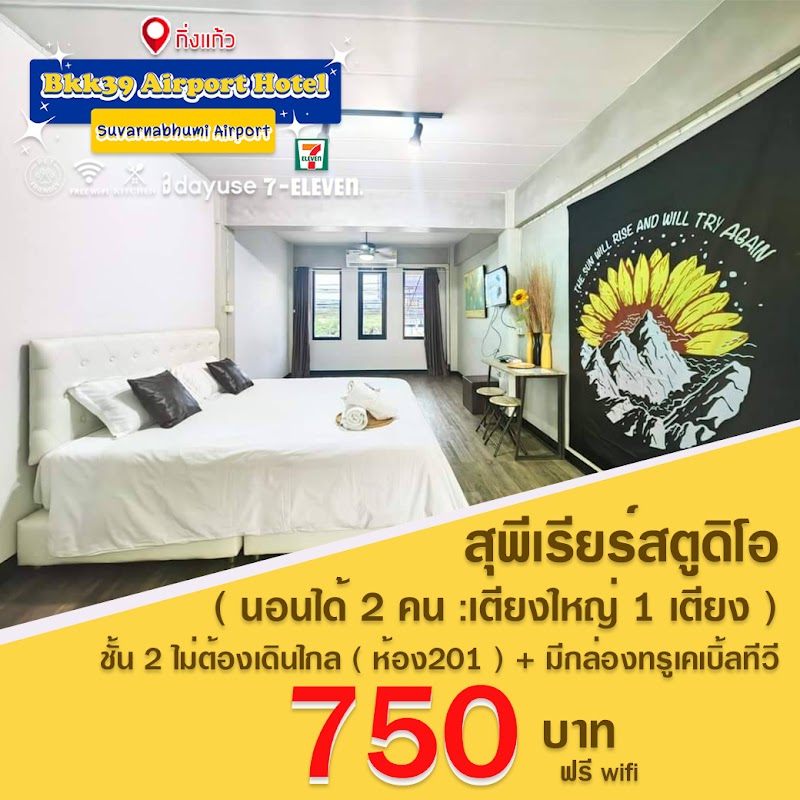 กิ่งแก้ว
Bkk39 Airport Hotel
Suvarnabhumi Airport
7 ELEVEN
FREE WIFI KITCHEN dayuse 7-ELEVEN.
THE SUN WILL RISE AND WILL TRY AGAIN
สุพีเรียร์สตูดิโอ
( นอนได้ 2 คน :เตียงใหญ่ 1 เตียง )
ชั้น 2 ไม่ต้องเดินไกล ( ห้อง201 ) + มีกล่องทรูเคเบิ้ลทีวี
750 บาท
ฟรี wifi